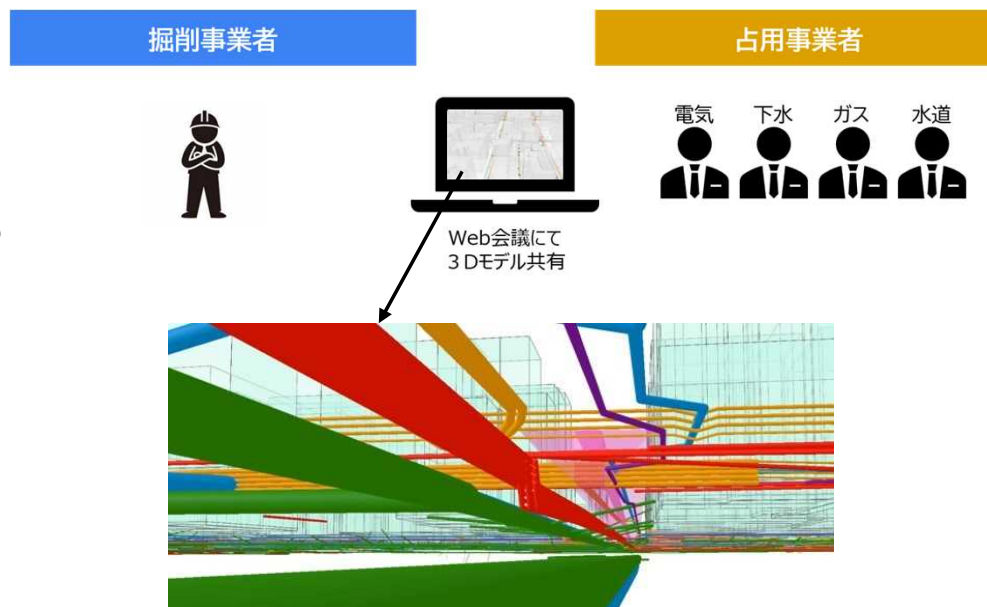 掘削事業者
占用事業者
電気 下水 ガス 水道
Web会議にて
３Dモデル共有